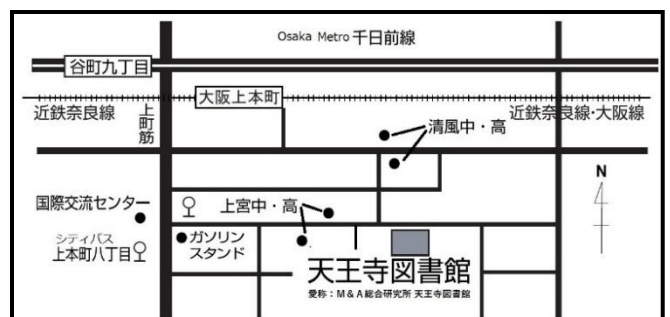 Osaka Metro 千日前線
谷町九丁目
大阪上本町
近鉄奈良線
上町筋
近鉄奈良線・大阪線
清風中・高
N
国際交流センター
上宮中・高
シティバス
上本町八丁目
ガソリン
スタンド
天王寺図書館
愛称：M&A総合研究所 天王寺図書館